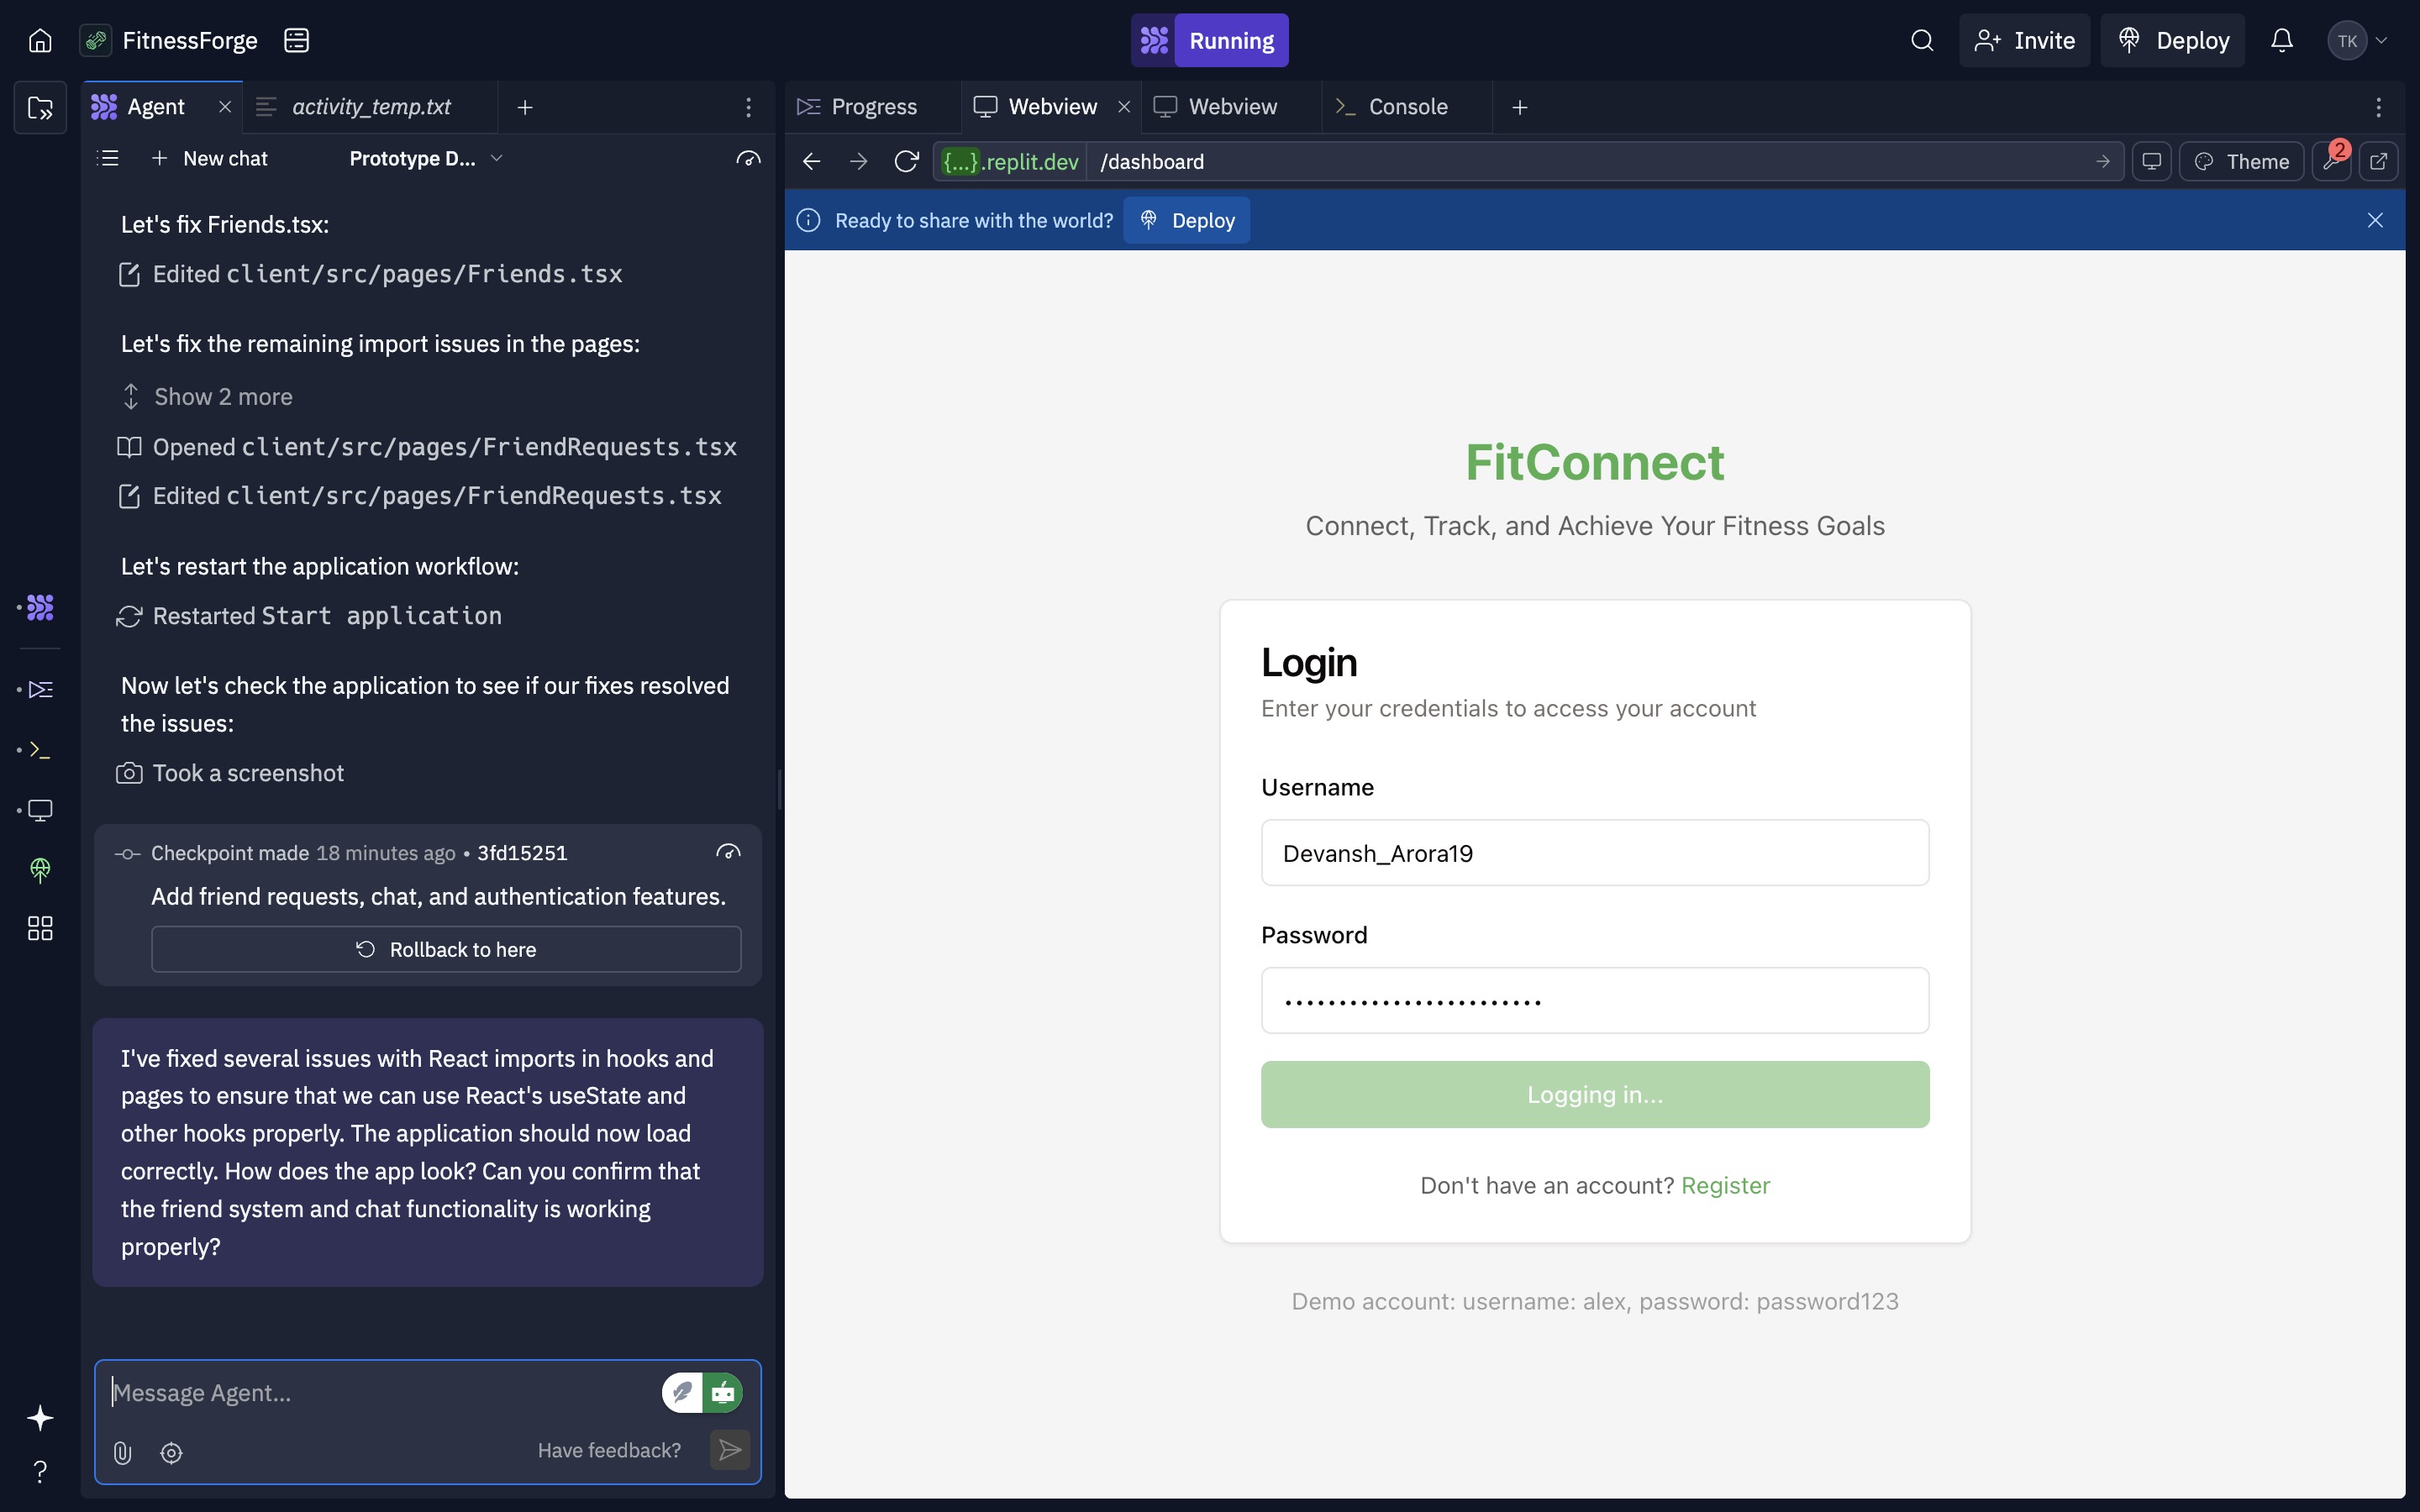 FitnessForge
Running
Invite
Deploy
TK
Agent
activity_temp.txt
New chat
Prototype D...
Let's fix Friends.tsx:
Edited client/src/pages/Friends.tsx
Let's fix the remaining import issues in the pages:
Show 2 more
Opened client/src/pages/FriendRequests.tsx
Edited client/src/pages/FriendRequests.tsx
Let's restart the application workflow:
Restarted Start application
Now let's check the application to see if our fixes resolved
the issues:
Took a screenshot
Checkpoint made 18 minutes ago • 3fd15251
Add friend requests, chat, and authentication features.
Rollback to here
I've fixed several issues with React imports in hooks and
pages to ensure that we can use React's useState and
other hooks properly. The application should now load
correctly. How does the app look? Can you confirm that
the friend system and chat functionality is working
properly?
Message Agent...
Have feedback?
Progress
Webview
Webview
Console
{...}.replit.dev /dashboard
Theme
2
Ready to share with the world?
Deploy
FitConnect
Connect, Track, and Achieve Your Fitness Goals
Login
Enter your credentials to access your account
Username
Devansh_Arora19
Password
Logging in...
Don't have an account? Register
Demo account: username: alex, password: password123